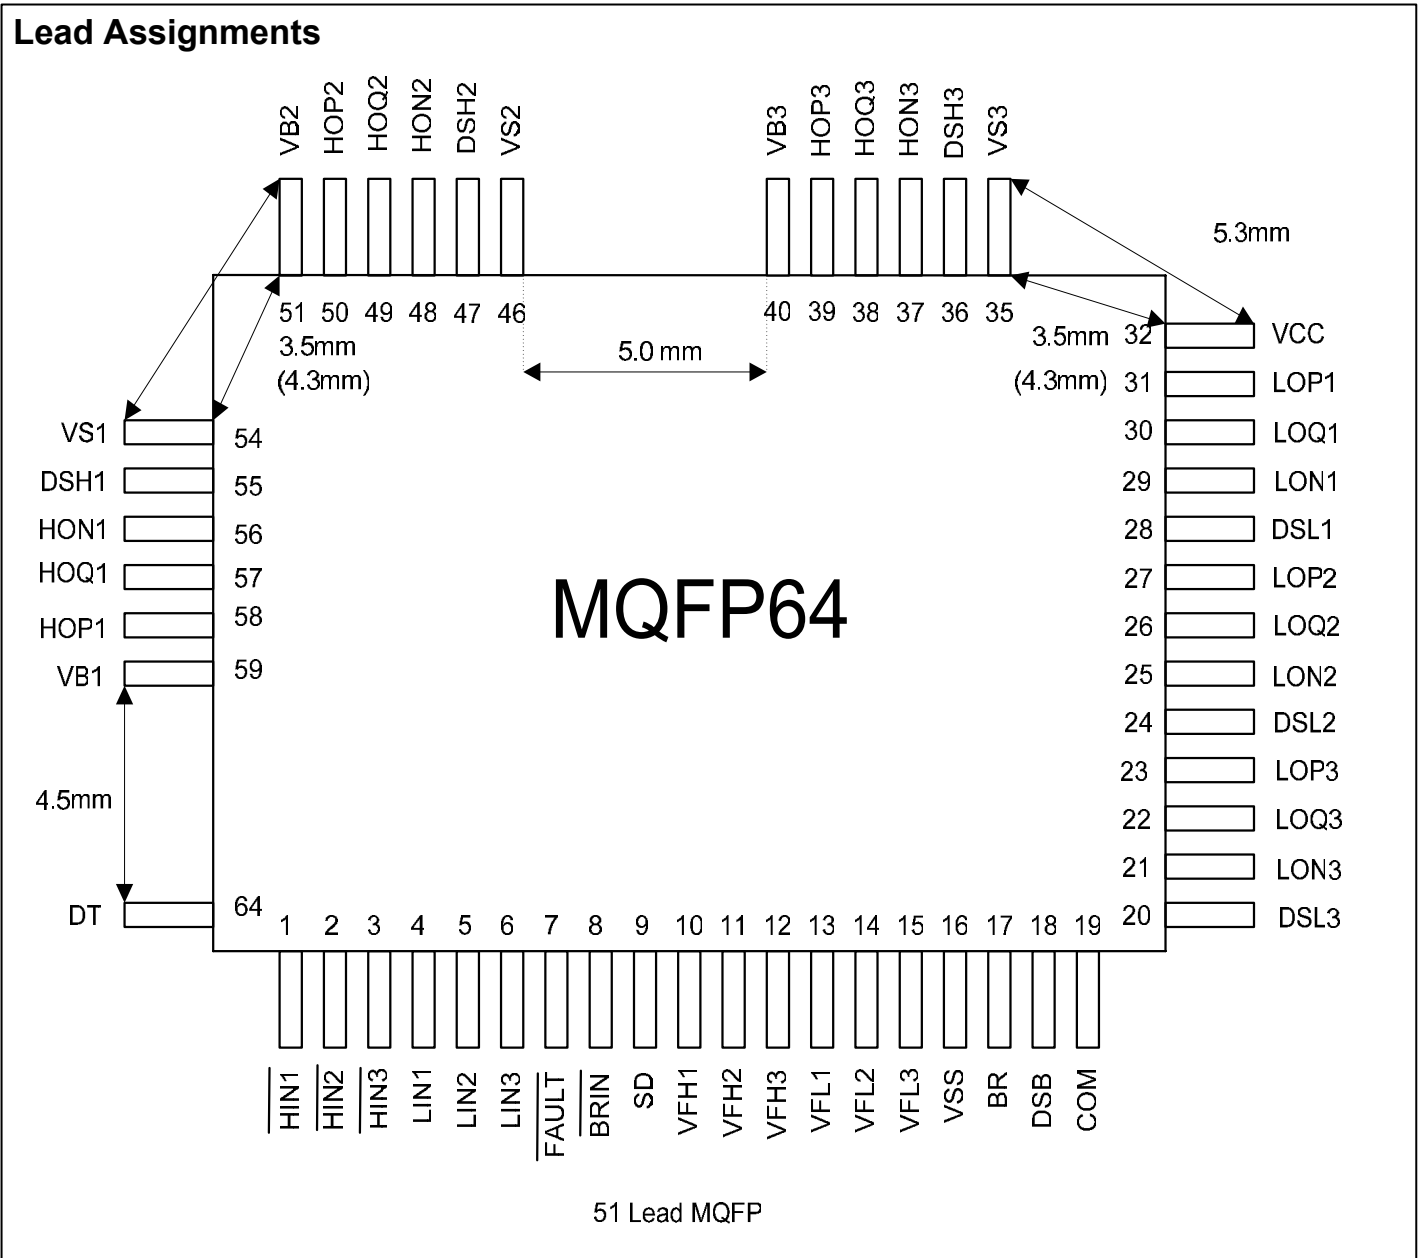 Lead Assignments
VB2
HOP2
HOQ2
HON2
DSH2
VS2
VB3
HOP3
HOQ3
HON3
DSH3
VS3
5.3mm
51 50 49 48 47 46
40 39 38 37 36 35
3.5mm
(4.3mm)
5.0 mm
3.5mm
(4.3mm)
VS1 54
DSH1 55
HON1 56
HOQ1 57
HOP1 58
VB1 59
4.5mm
DT 64
32 VCC
31 LOP1
30 LOQ1
29 LON1
28 DSL1
27 LOP2
26 LOQ2
25 LON2
24 DSL2
23 LOP3
22 LOQ3
21 LON3
20 DSL3
MQFP64
1 2 3 4 5 6 7 8 9 10 11 12 13 14 15 16 17 18 19
HIN1
HIN2
HIN3
LIN1
LIN2
LIN3
FAULT
BRIN
SD
VFH1
VFH2
VFH3
VFL1
VFL2
VFL3
VSS
BR
DSB
COM
51 Lead MQFP